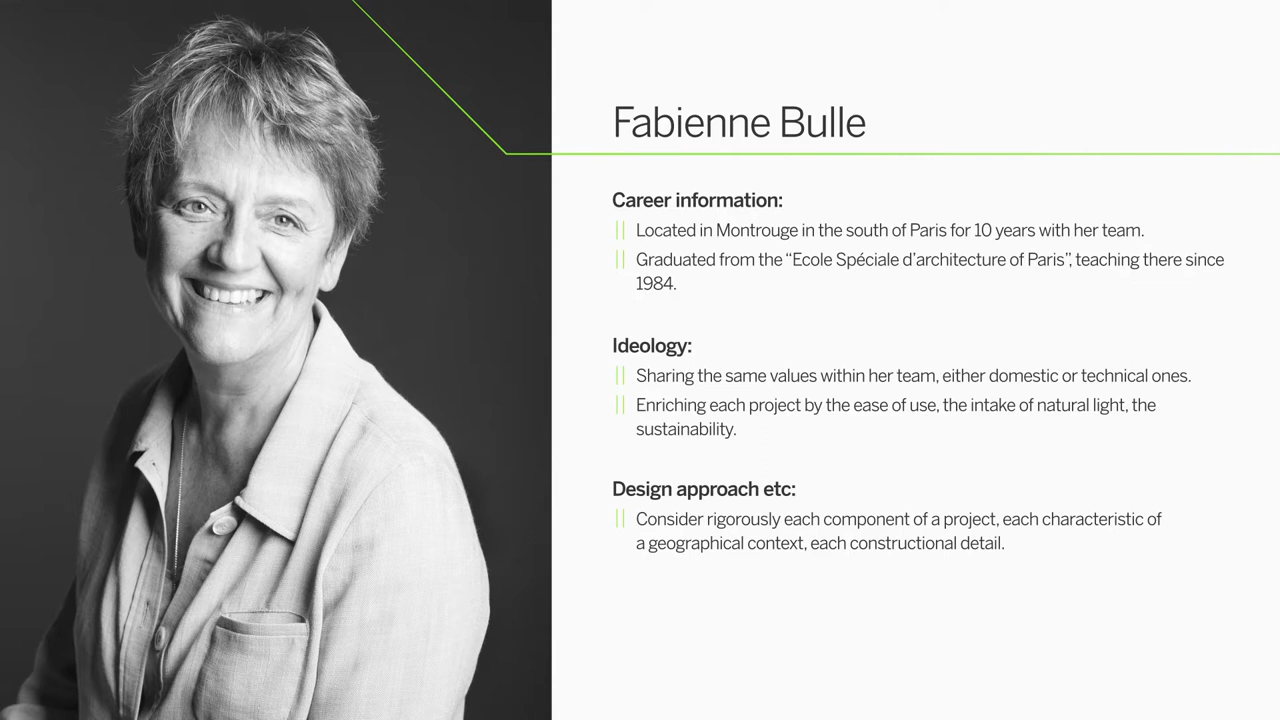 Fabienne Bulle
Career information:
Located in Montrouge in the south of Paris for 10 years with her team.
Graduated from the “Ecole Spéciale d’architecture of Paris”, teaching there since
1984.
Ideology:
Sharing the same values within her team, either domestic or technical ones.
Enriching each project by the ease of use, the intake of natural light, the
sustainability.
Design approach etc:
Consider rigorously each component of a project, each characteristic of
a geographical context, each constructional detail.